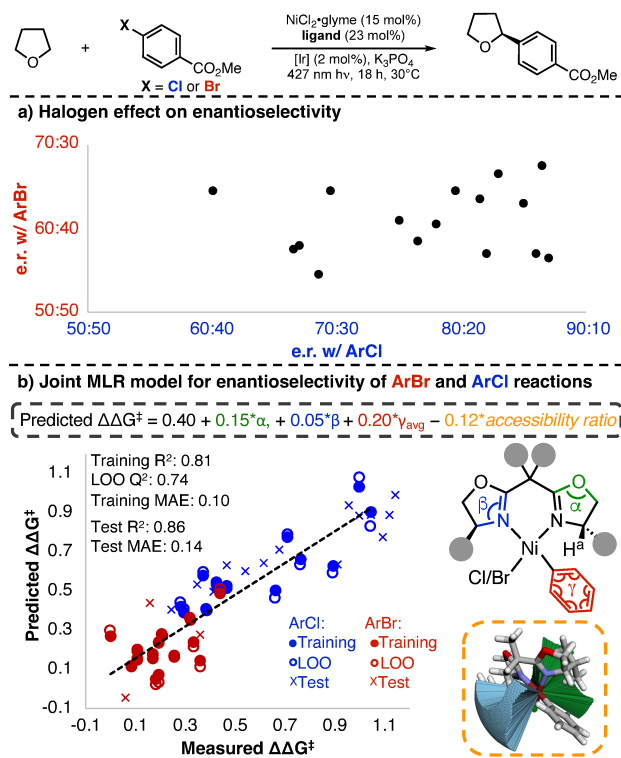 NiCl2•glyme (15 mol%)
ligand (23 mol%)
[Ir] (2 mol%), K3PO4
427 nm hν, 18 h, 30°C
O
+
X
CO2Me
X = Cl or Br
O
CO2Me
a) Halogen effect on enantioselectivity
e.r. w/ ArBr
70:30
60:40
50:50
50:50 60:40 70:30 80:20 90:10
e.r. w/ ArCl
b) Joint MLR model for enantioselectivity of ArBr and ArCl reactions
Predicted ΔΔG‡ = 0.40 + 0.15*α, + 0.05*β + 0.20*γavg − 0.12*accessibility ratio
Predicted ΔΔG‡
1.1
0.9
0.7
0.5
0.3
0.1
-0.1
Training R2: 0.81
LOO Q2: 0.74
Training MAE: 0.10
Test R2: 0.86
Test MAE: 0.14
ArCl: ArBr:
Training Training
LOO LOO
Test Test
-0.1 0.1 0.3 0.5 0.7 0.9 1.1
Measured ΔΔG‡
O O
β α
N N
Ni Ha
Cl/Br
γ